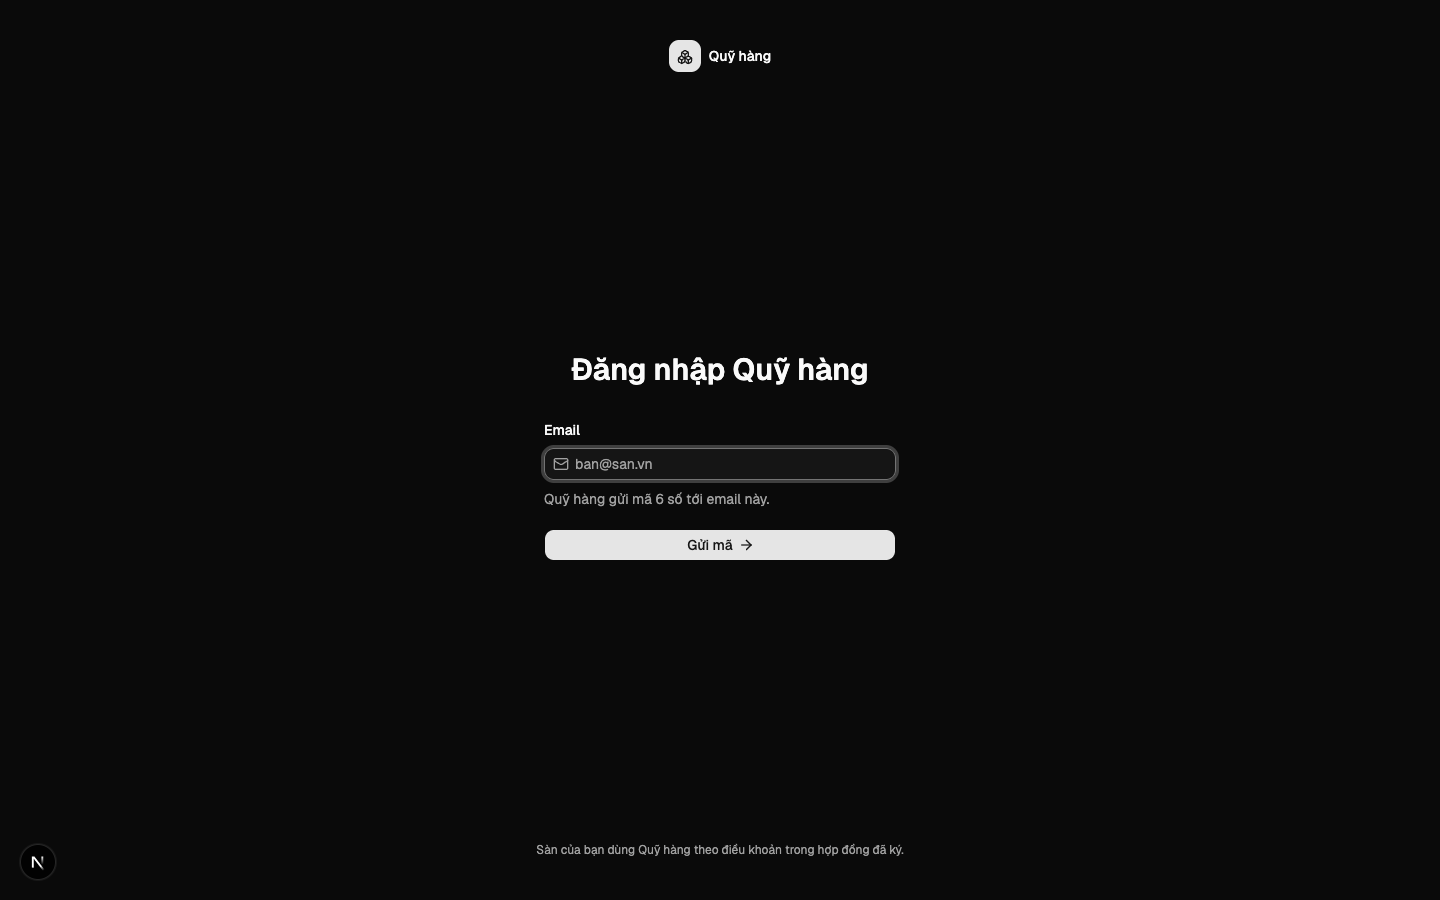 Quỹ hàng
Đăng nhập Quỹ hàng
Email
ban@san.vn
Quỹ hàng gửi mã 6 số tới email này.
Gửi mã
Sàn của bạn dùng Quỹ hàng theo điều khoản trong hợp đồng đã ký.
N